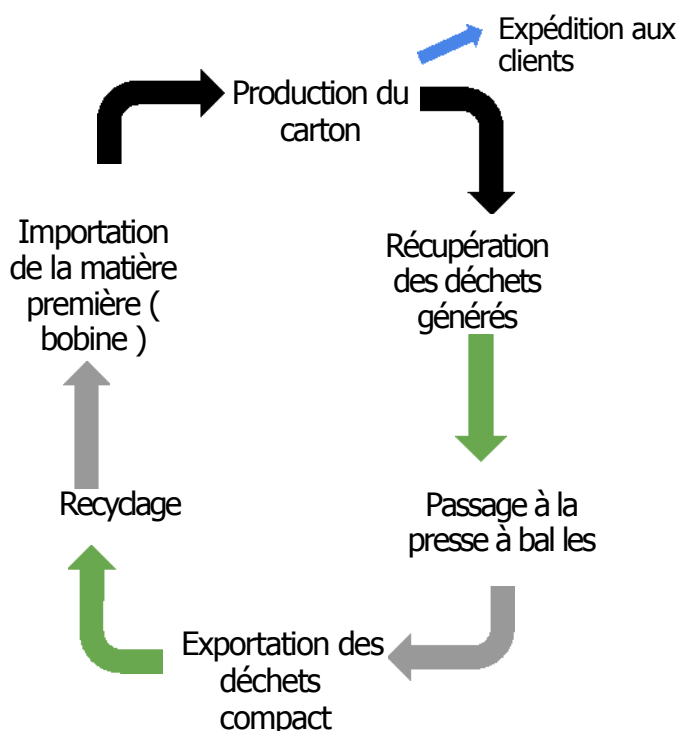 Expédition aux
clients
Production du
carton
Importation
de la matière
première (
bobine )
Récupération
des déchets
générés
Recyclage
Passage à la
presse à bal les
Exportation des
déchets
compact